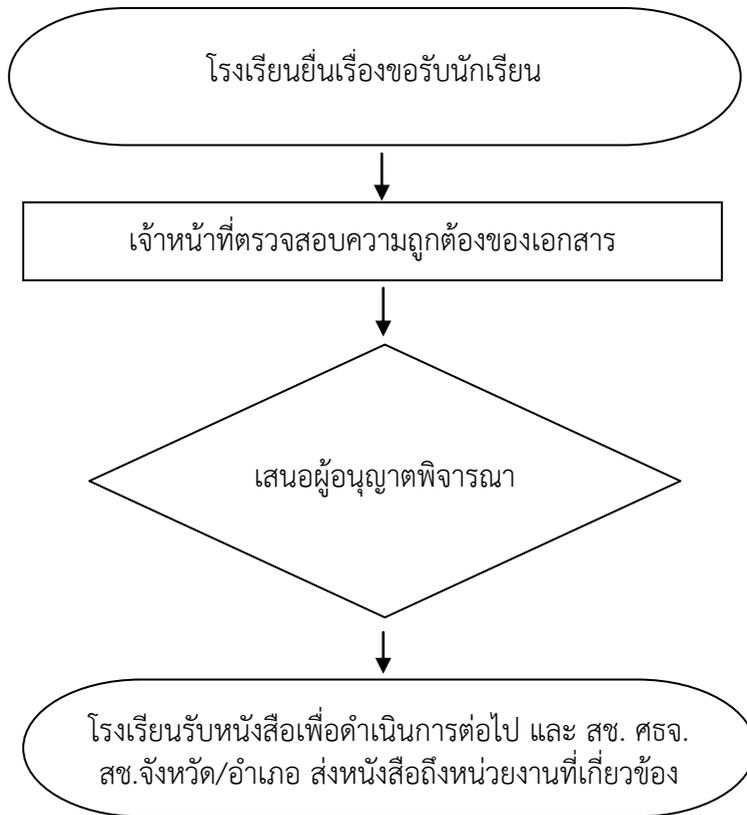 โรงเรียนยื่นเรื่องขอรับนักเรียน
เจ้าหน้าที่ตรวจสอบความถูกต้องของเอกสาร
เสนอผู้อนุญาตพิจารณา
โรงเรียนรับหนังสือเพื่อดำเนินการต่อไป และ สช. ศธจ.
สช.จังหวัด/อำเภอ ส่งหนังสือถึงหน่วยงานที่เกี่ยวข้อง